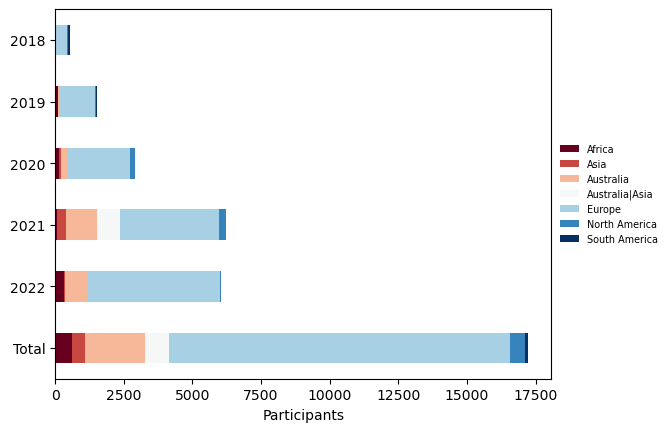 2018
2019
2020
2021
2022
Total
0 2500 5000 7500 10000 12500 15000 17500
Participants
Africa
Asia
Australia
Australia|Asia
Europe
North America
South America